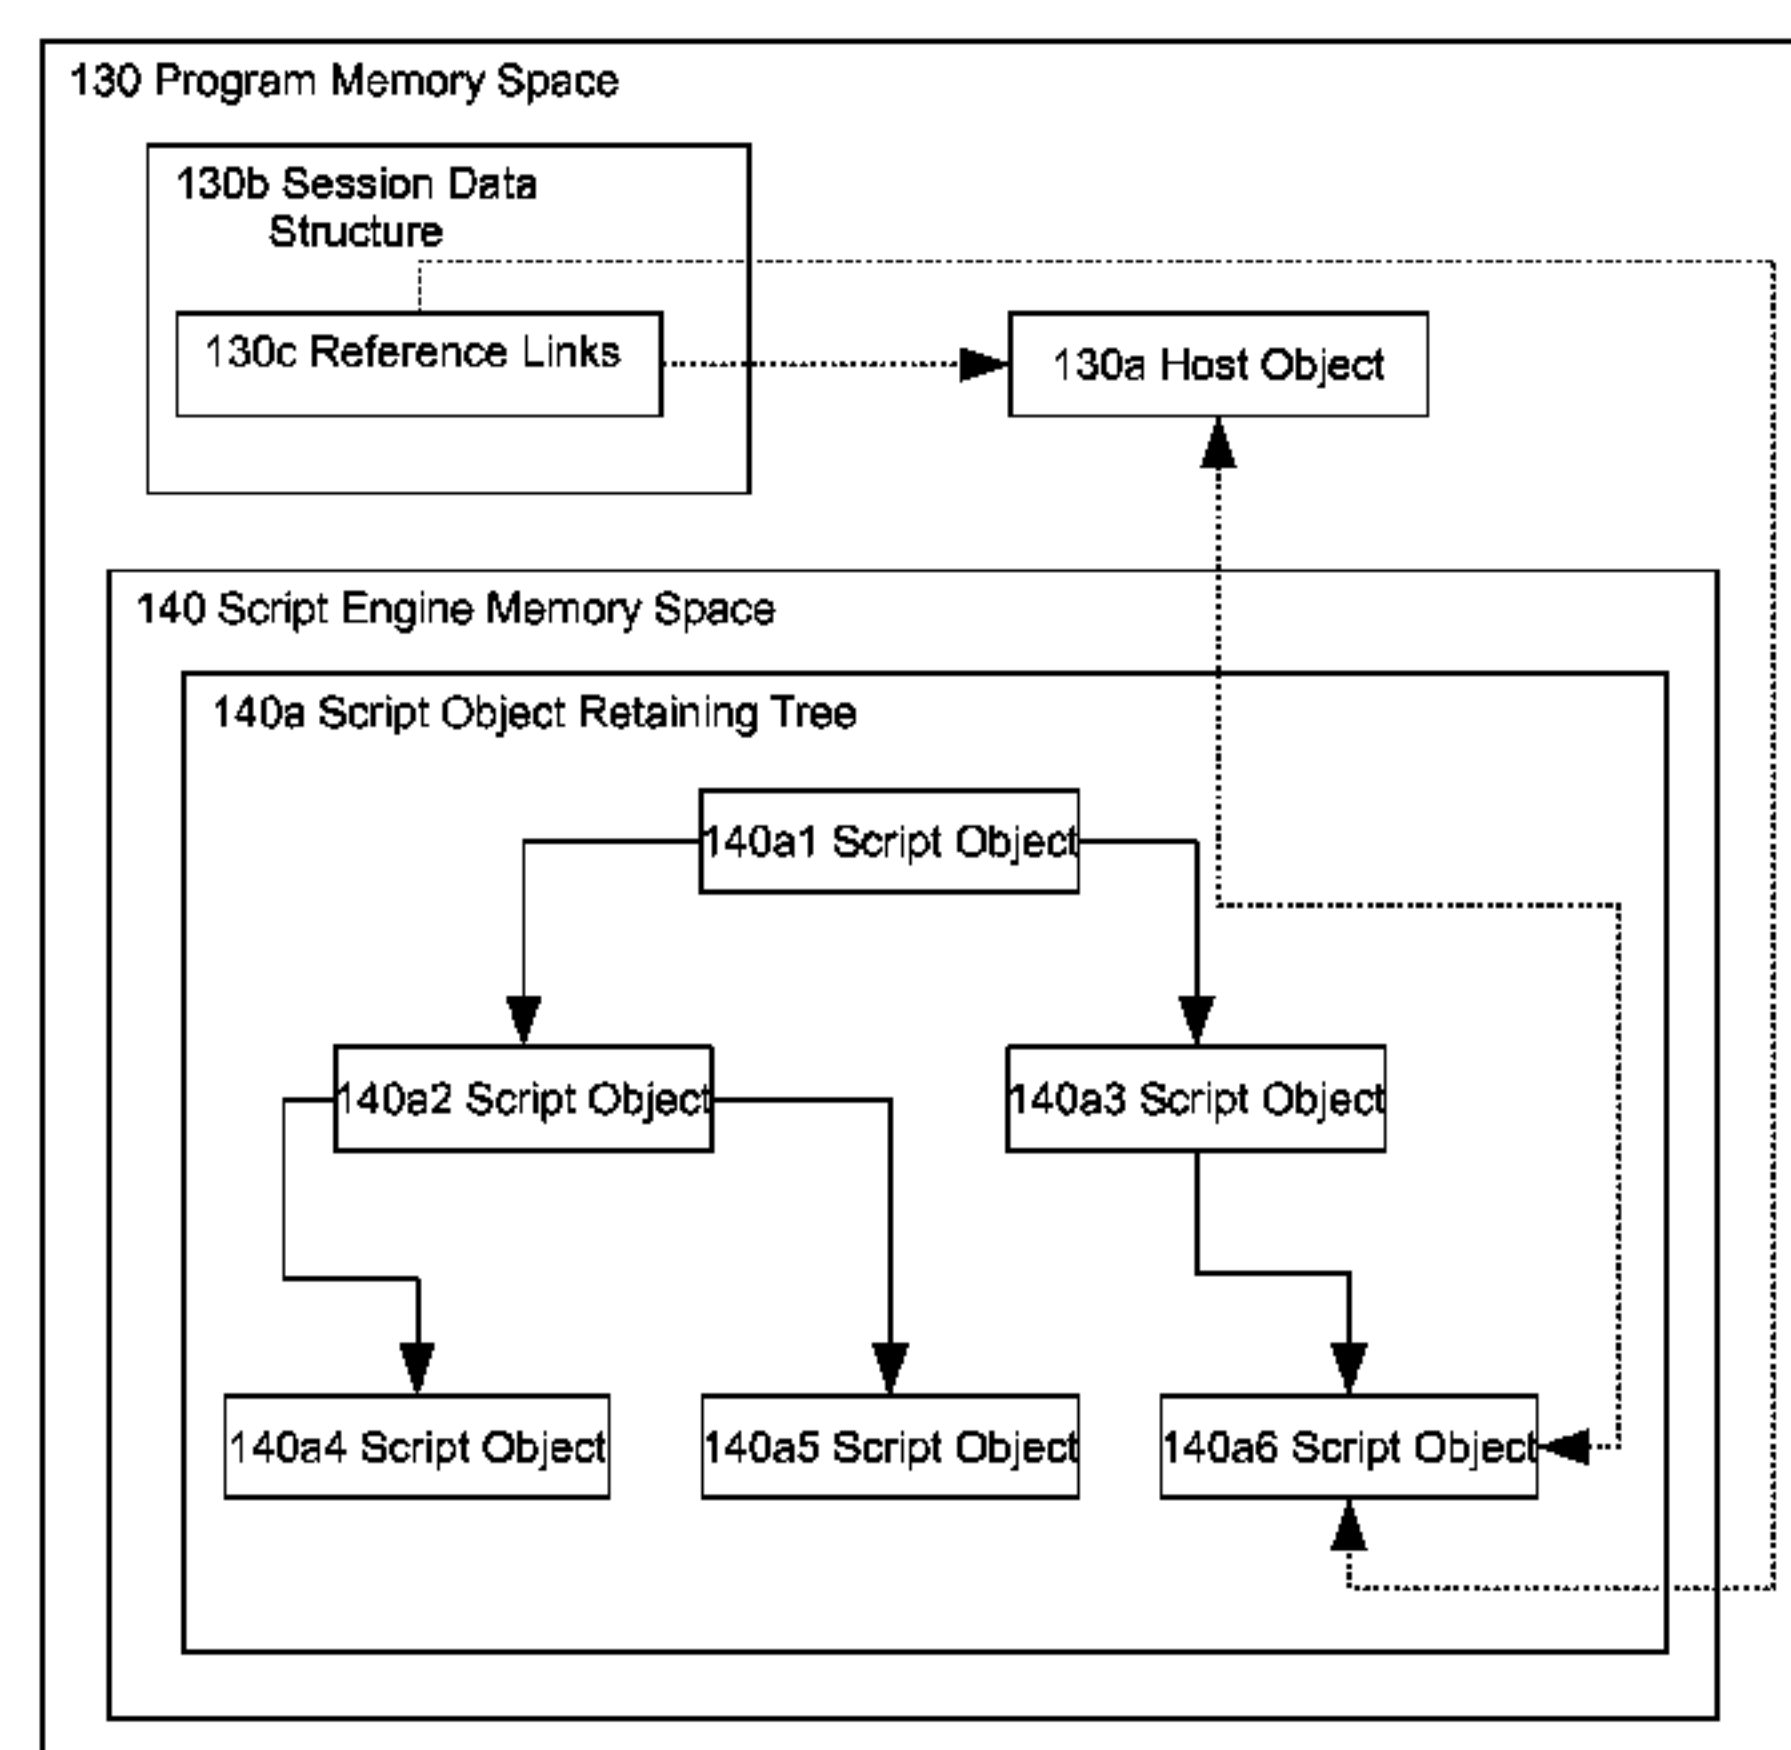 130 Program Memory Space
130b Session Data
Structure
130c Reference Links
130a Host Object
140 Script Engine Memory Space
140a Script Object Retaining Tree
140a1 Script Object
140a2 Script Object
140a3 Script Object
140a4 Script Object
140a5 Script Object
140a6 Script Object